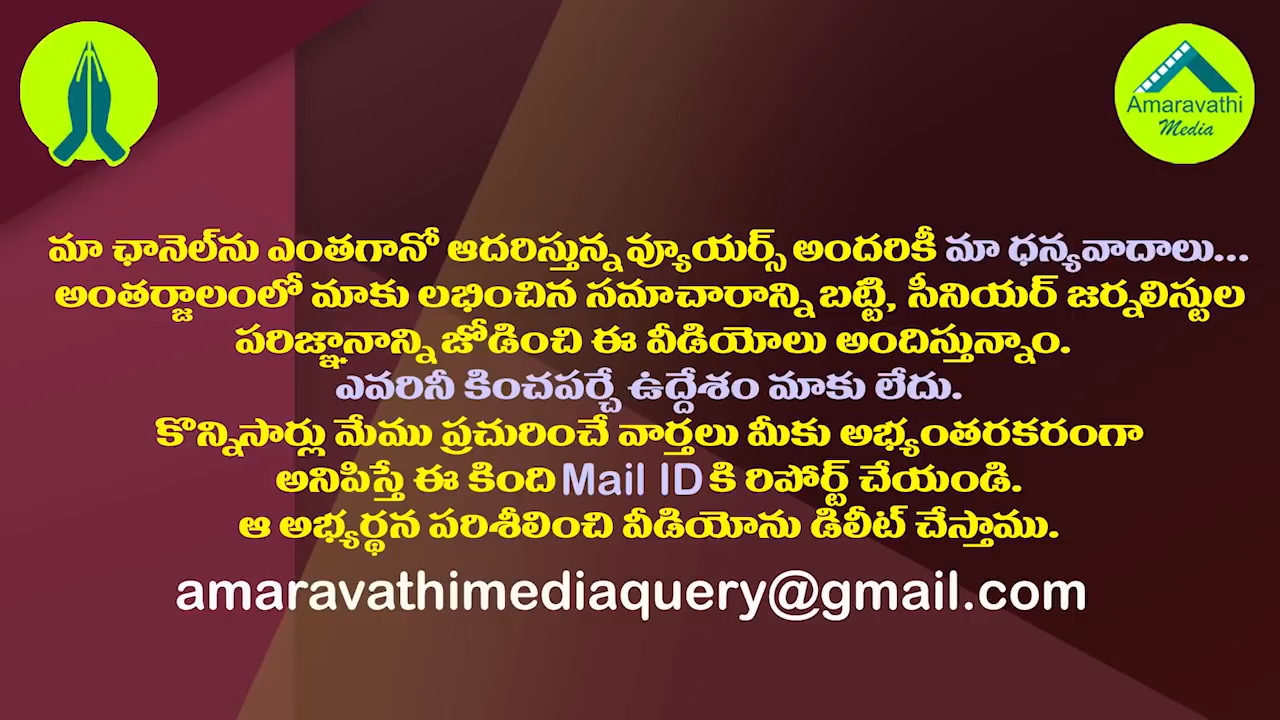 Amaravathi
Media
మా ఛానెల్‌ను ఎంతగానో ఆదరిస్తున్న వ్యూయర్స్ అందరికీ మా ధన్యవాదాలు...
అంతర్జాలంలో మాకు లభించిన సమాచారాన్ని బట్టి, సీనియర్ జర్నలిస్టుల
పరిజ్ఞానాన్ని జోడించి ఈ వీడియోలు అందిస్తున్నాం.
ఎవరినీ కించపర్చే ఉద్దేశం మాకు లేదు.
కొన్నిసార్లు మేము ప్రచురించే వార్తలు మీకు అభ్యంతరకరంగా
అనిపిస్తే ఈ కింది Mail ID కి రిపోర్ట్ చేయండి.
ఆ అభ్యర్థన పరిశీలించి వీడియోను డిలీట్ చేస్తాము.
amaravathimediaquery@gmail.com